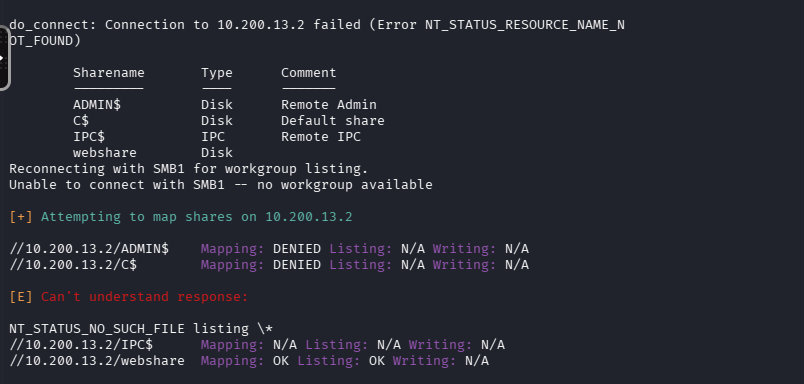 do_connect: Connection to 10.200.13.2 failed (Error NT_STATUS_RESOURCE_NAME_N
OT_FOUND)
Sharename Type Comment
--------- ---- -------
ADMIN$ Disk Remote Admin
C$ Disk Default share
IPC$ IPC Remote IPC
webshare Disk
Reconnecting with SMB1 for workgroup listing.
Unable to connect with SMB1 -- no workgroup available
[+] Attempting to map shares on 10.200.13.2
//10.200.13.2/ADMIN$ Mapping: DENIED Listing: N/A Writing: N/A
//10.200.13.2/C$ Mapping: DENIED Listing: N/A Writing: N/A
[E] Can't understand response:
NT_STATUS_NO_SUCH_FILE listing \*
//10.200.13.2/IPC$ Mapping: N/A Listing: N/A Writing: N/A
//10.200.13.2/webshare Mapping: OK Listing: OK Writing: N/A